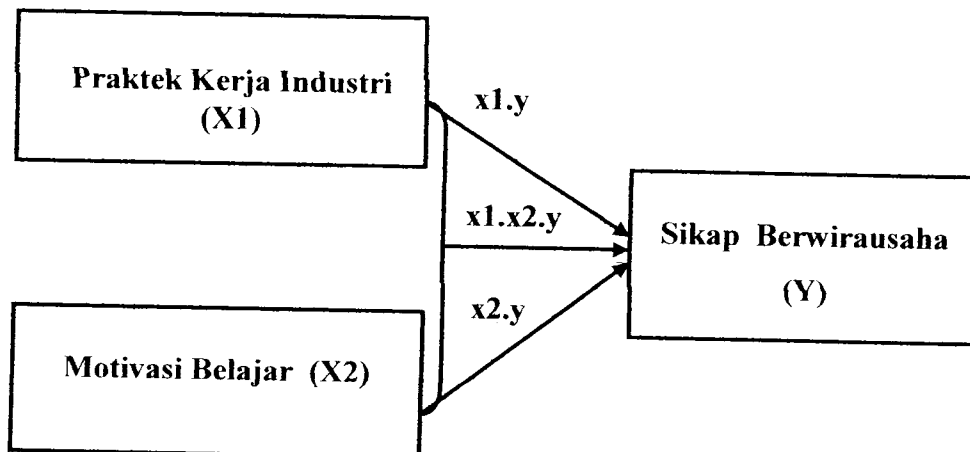 Praktek Kerja Industri
(X1)
x1.y
x1.x2.y
Sikap Berwirausaha
(Y)
x2.y
Motivasi Belajar (X2)